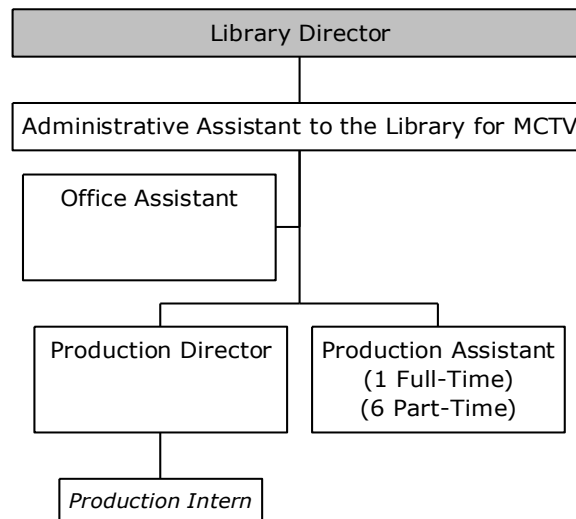 Library Director
Administrative Assistant to the Library for MCTV
Office Assistant
Production Director
Production Assistant
(1 Full-Time)
(6 Part-Time)
Production Intern